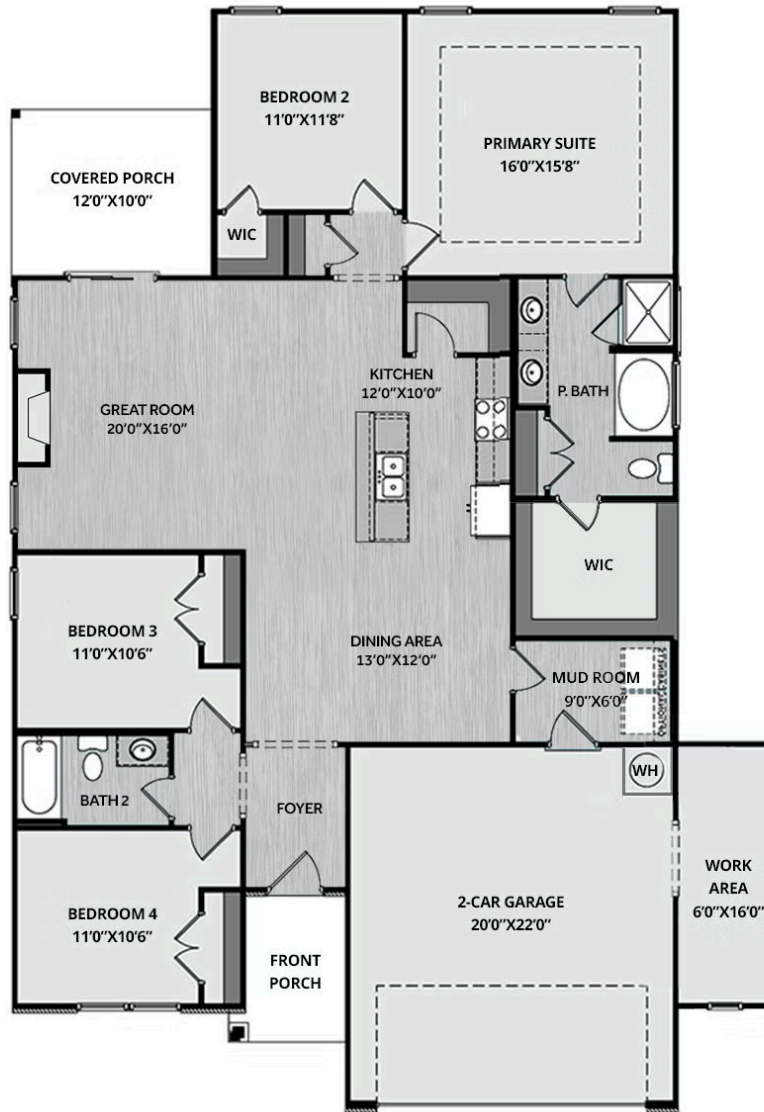 BEDROOM 2
11'0"X11'8"
PRIMARY SUITE
16'0"X15'8"
COVERED PORCH
12'0"X10'0"
WIC
KITCHEN
12'0"X10'0"
P. BATH
GREAT ROOM
20'0"X16'0"
WIC
BEDROOM 3
11'0"X10'6"
DINING AREA
13'0"X12'0"
MUD ROOM
9'0"X6'0"
WH
BATH 2
FOYER
WORK
AREA
6'0"X16'0"
2-CAR GARAGE
20'0"X22'0"
BEDROOM 4
11'0"X10'6"
FRONT
PORCH